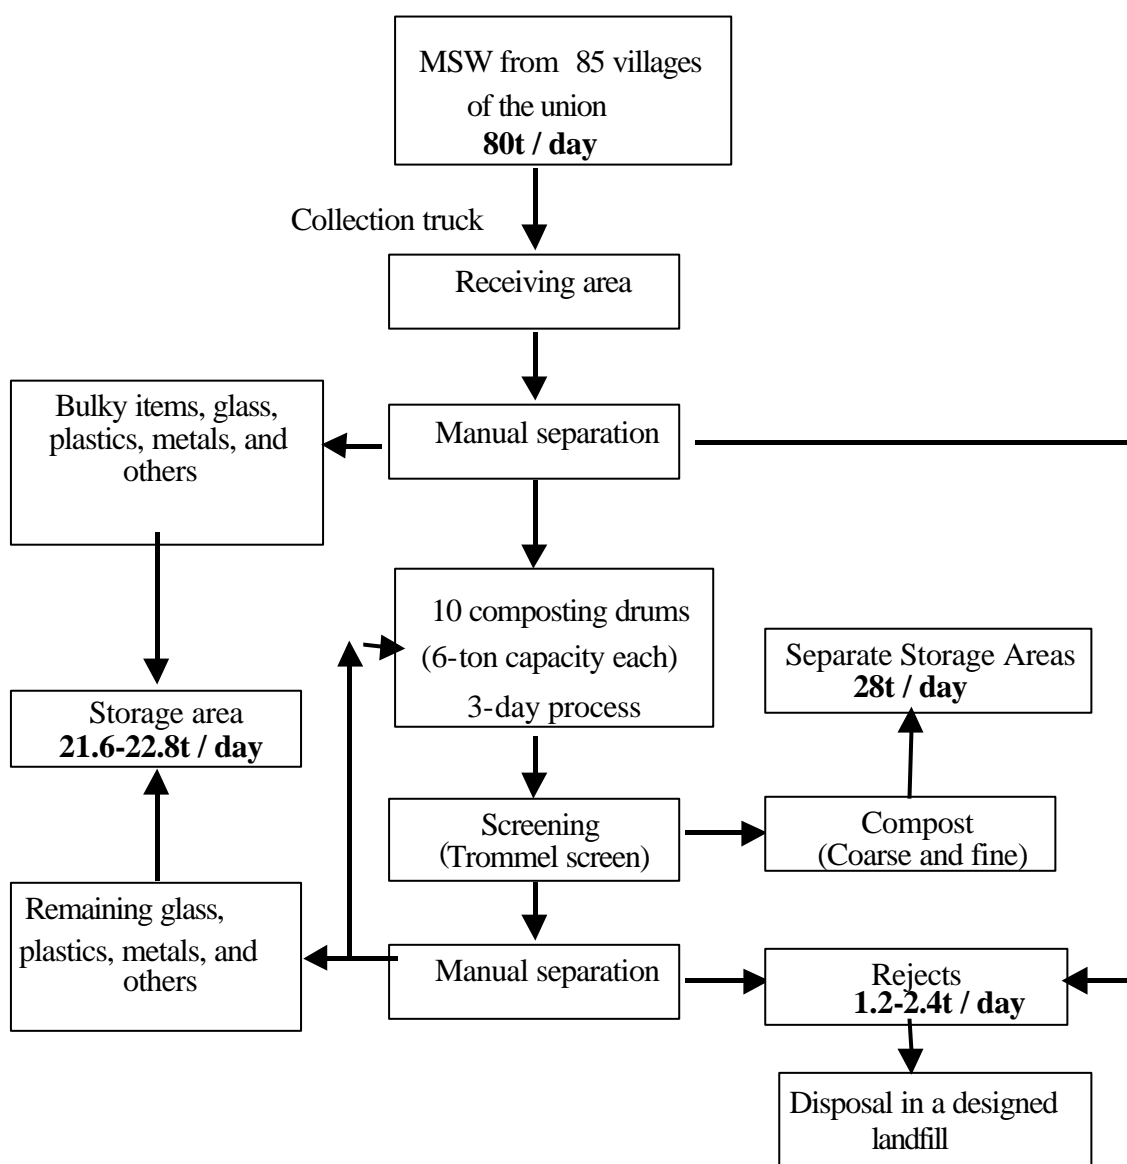 MSW from 85 villages
of the union
80t / day
Collection truck
Receiving area
Bulky items, glass,
plastics, metals, and
others
Manual separation
10 composting drums
(6-ton capacity each)
3-day process
Separate Storage Areas
28t / day
Storage area
21.6-22.8t / day
Screening
(Trommel screen)
Compost
(Coarse and fine)
Remaining glass,
plastics, metals, and
others
Manual separation
Rejects
1.2-2.4t / day
Disposal in a designed
landfill